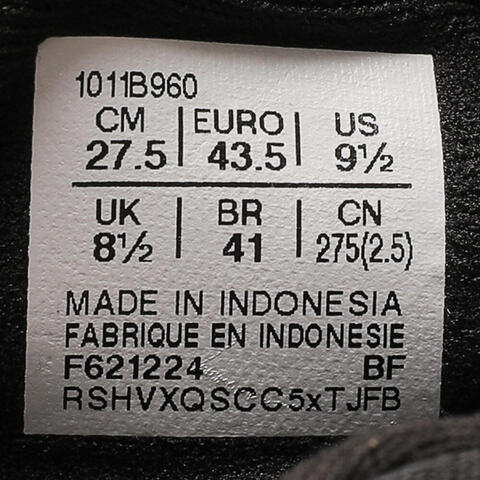 1011B960
CM | EURO | US
27.5 | 43.5 | 9½
UK | BR | CN
8½ | 41 | 275(2.5)
MADE IN INDONESIA
FABRIQUE EN INDONESIE
F621224 BF
RSHVXQSCC5xTJFB